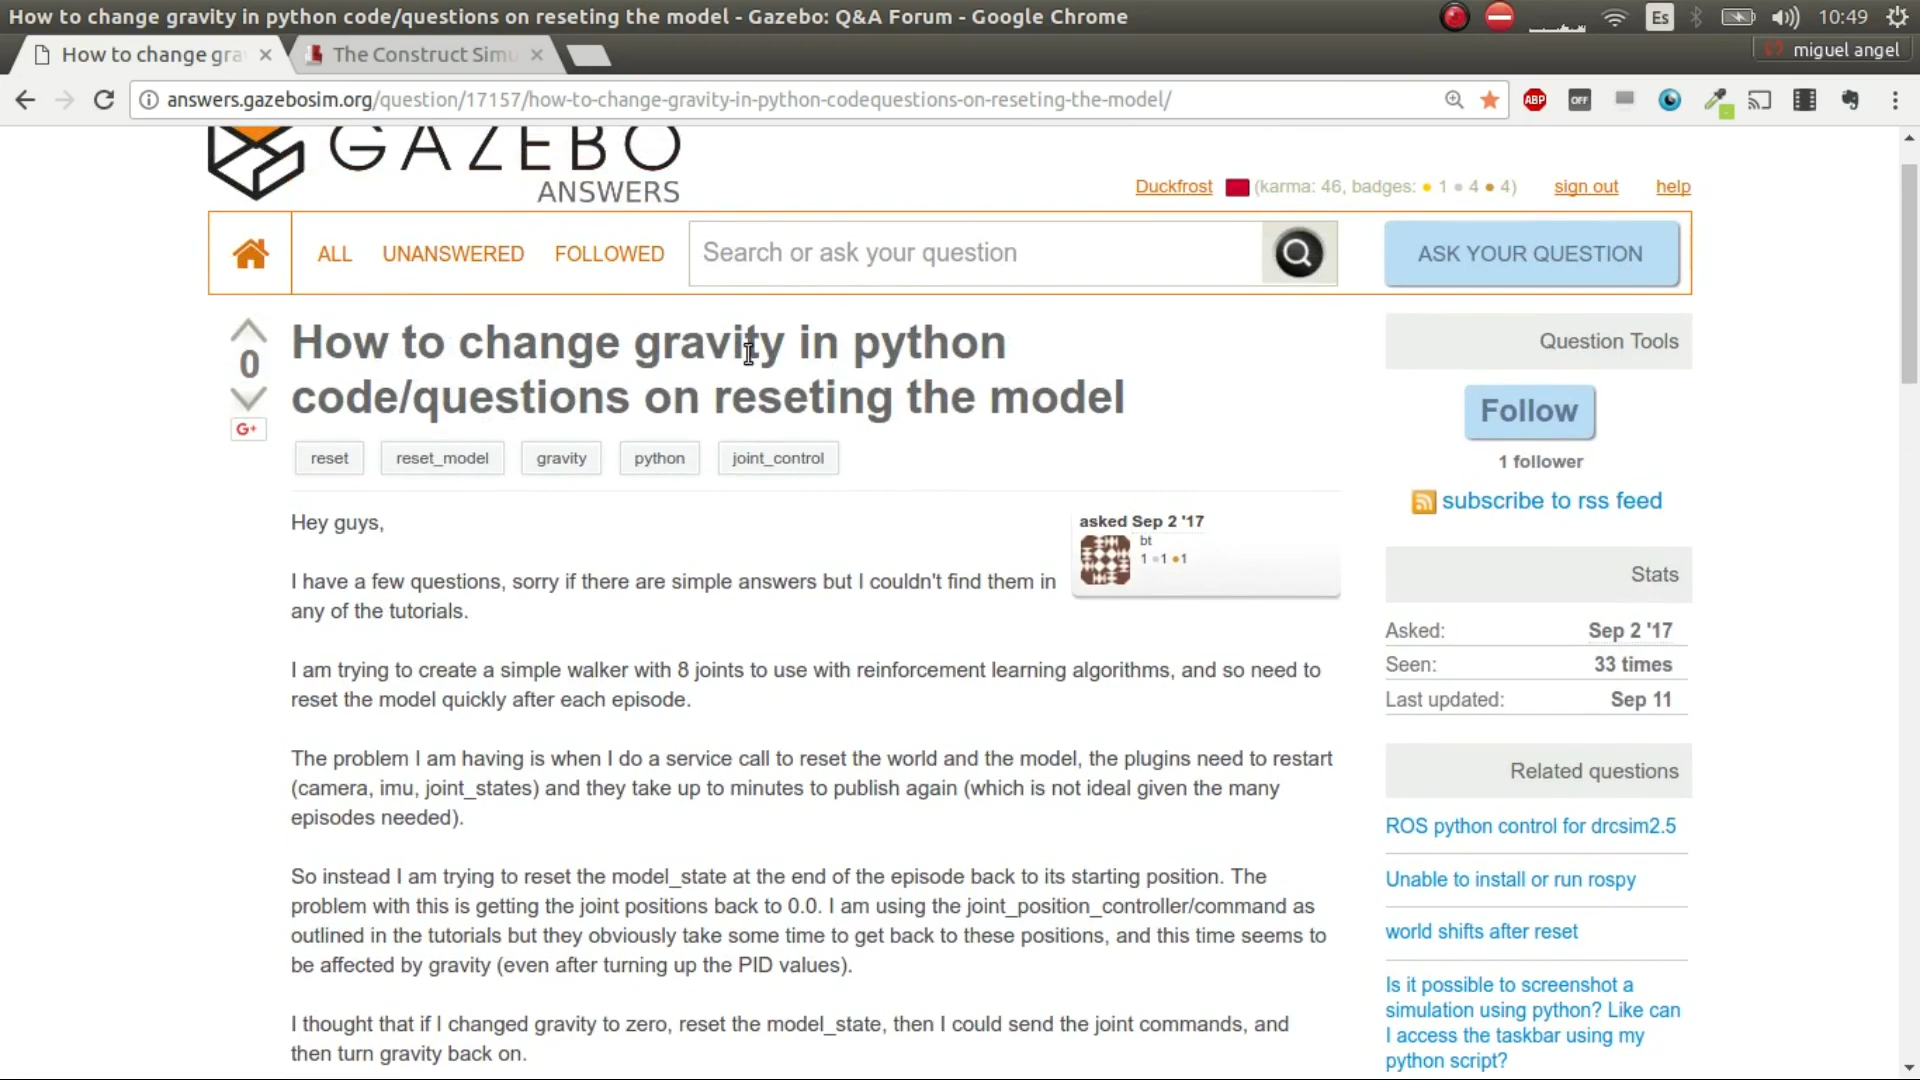 How to change gravity in python code/questions on reseting the model - Gazebo: Q&A Forum - Google Chrome
Es
10:49
How to change gra
The Construct Simu
miguel angel
answers.gazebosim.org/question/17157/how-to-change-gravity-in-python-codequestions-on-reseting-the-model/
ABP
OFF
GAZEBO
ANSWERS
Duckfrost (karma: 46, badges: 1 4 4) sign out help
ALL UNANSWERED FOLLOWED
Search or ask your question
ASK YOUR QUESTION
0
G+
How to change gravity in python
code/questions on reseting the model
reset reset_model gravity python joint_control
Hey guys,
asked Sep 2 '17
bt
1 1 1
I have a few questions, sorry if there are simple answers but I couldn't find them in
any of the tutorials.
I am trying to create a simple walker with 8 joints to use with reinforcement learning algorithms, and so need to
reset the model quickly after each episode.
The problem I am having is when I do a service call to reset the world and the model, the plugins need to restart
(camera, imu, joint_states) and they take up to minutes to publish again (which is not ideal given the many
episodes needed).
So instead I am trying to reset the model_state at the end of the episode back to its starting position. The
problem with this is getting the joint positions back to 0.0. I am using the joint_position_controller/command as
outlined in the tutorials but they obviously take some time to get back to these positions, and this time seems to
be affected by gravity (even after turning up the PID values).
I thought that if I changed gravity to zero, reset the model_state, then I could send the joint commands, and
then turn gravity back on.
Question Tools
Follow
1 follower
subscribe to rss feed
Stats
Asked: Sep 2 '17
Seen: 33 times
Last updated: Sep 11
Related questions
ROS python control for drcsim2.5
Unable to install or run rospy
world shifts after reset
Is it possible to screenshot a
simulation using python? Like can
I access the taskbar using my
python script?